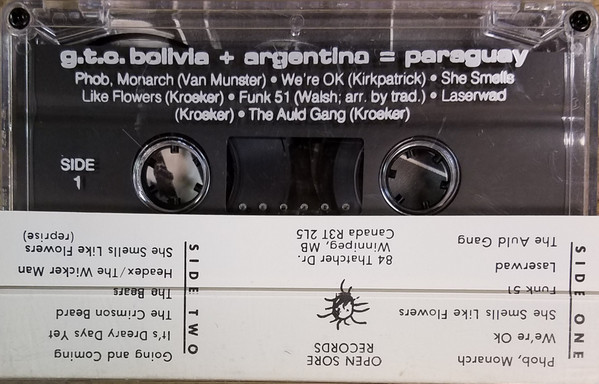 g.t.o. bolivia + argentina = paraguay
Phob, Monarch (Van Munster) • We're OK (Kirkpatrick) • She Smells
Like Flowers (Kroeker) • Funk 51 (Walsh; arr. by trad.) • Laserwad
(Kroeker) • The Auld Gang (Kroeker)
SIDE
1
SIDE ONE
Phob, Monarch
We're Ok
She Smells Like Flowers
Funk 51
Laserwad
The Auld Gang
OPEN SORE
RECORDS
84 Thatcher Dr.
Winnipeg, MB
Canada R3T 2L5
SIDE TWO
Going and Coming
It's Dreary Days Yet
The Crimson Beard
The Bears
Headex/The Wicker Man
She Smells Like Flowers
(reprise)